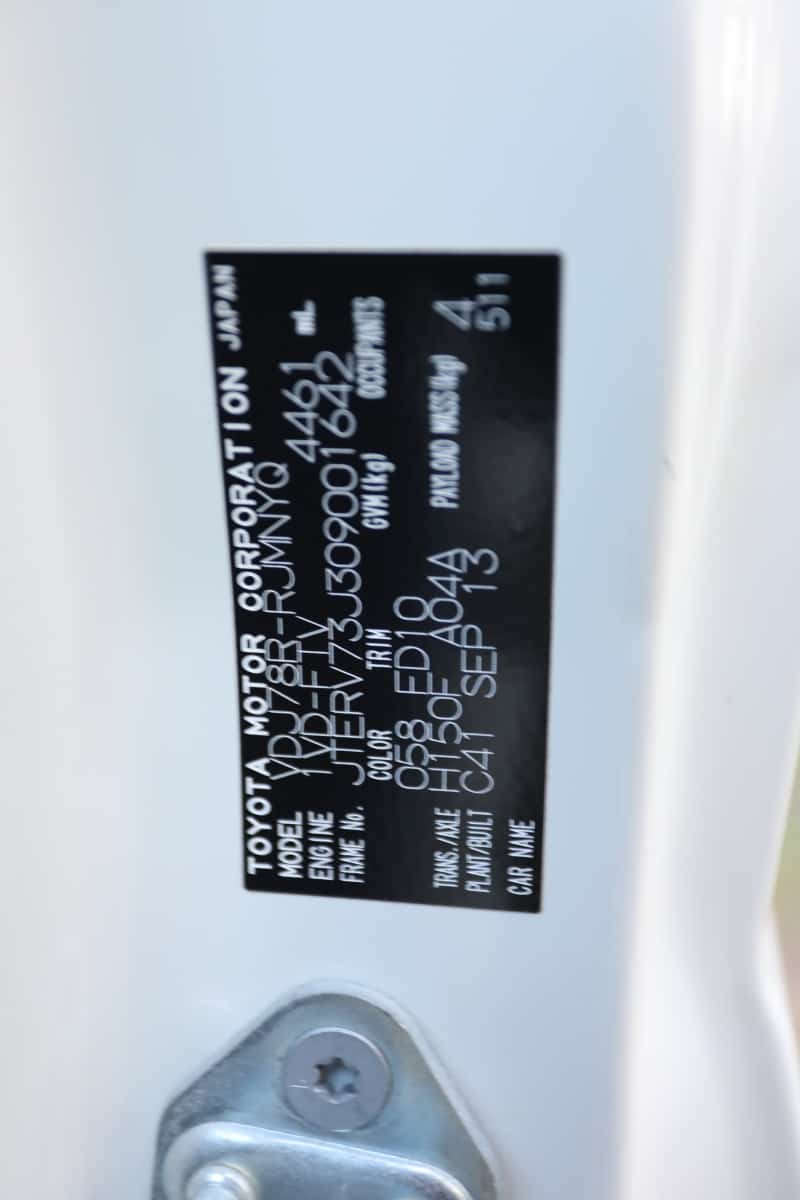 TOYOTA MOTOR CORPORATION JAPAN
MODEL VDJ78R-RJMNYQ
ENGINE 1VD-FTV 4461 mL
FRAME No. JTERV73J309001642
COLOR TRIM GVM(kg) OCCUPANTS
058 FD10 4
TRANS./AXLE H150F A04A PAYLOAD MASS(kg) 511
PLANT/BUILT C41 SEP 13
CAR NAME